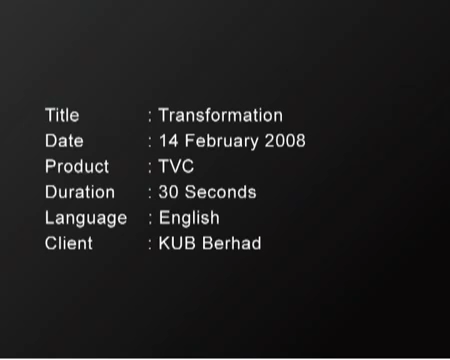 Title : Transformation
Date : 14 February 2008
Product : TVC
Duration : 30 Seconds
Language : English
Client : KUB Berhad